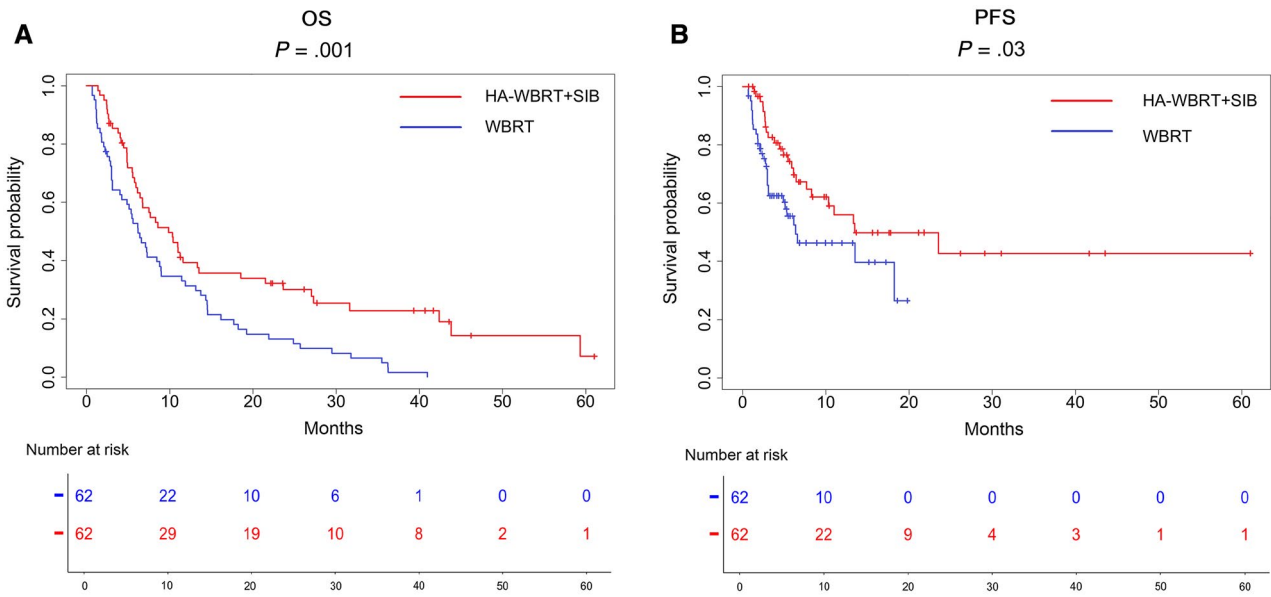 A
OS
P = .001
Survival probability
1.0
0.8
0.6
0.4
0.2
0.0
HA-WBRT+SIB
WBRT
0 10 20 30 40 50 60
Months
Number at risk
62 22 10 6 1 0 0
62 29 19 10 8 2 1
0 10 20 30 40 50 60
B
PFS
P = .03
Survival probability
1.0
0.8
0.6
0.4
0.2
0.0
HA-WBRT+SIB
WBRT
0 10 20 30 40 50 60
Months
Number at risk
62 10 0 0 0 0 0
62 22 9 4 3 1 1
0 10 20 30 40 50 60